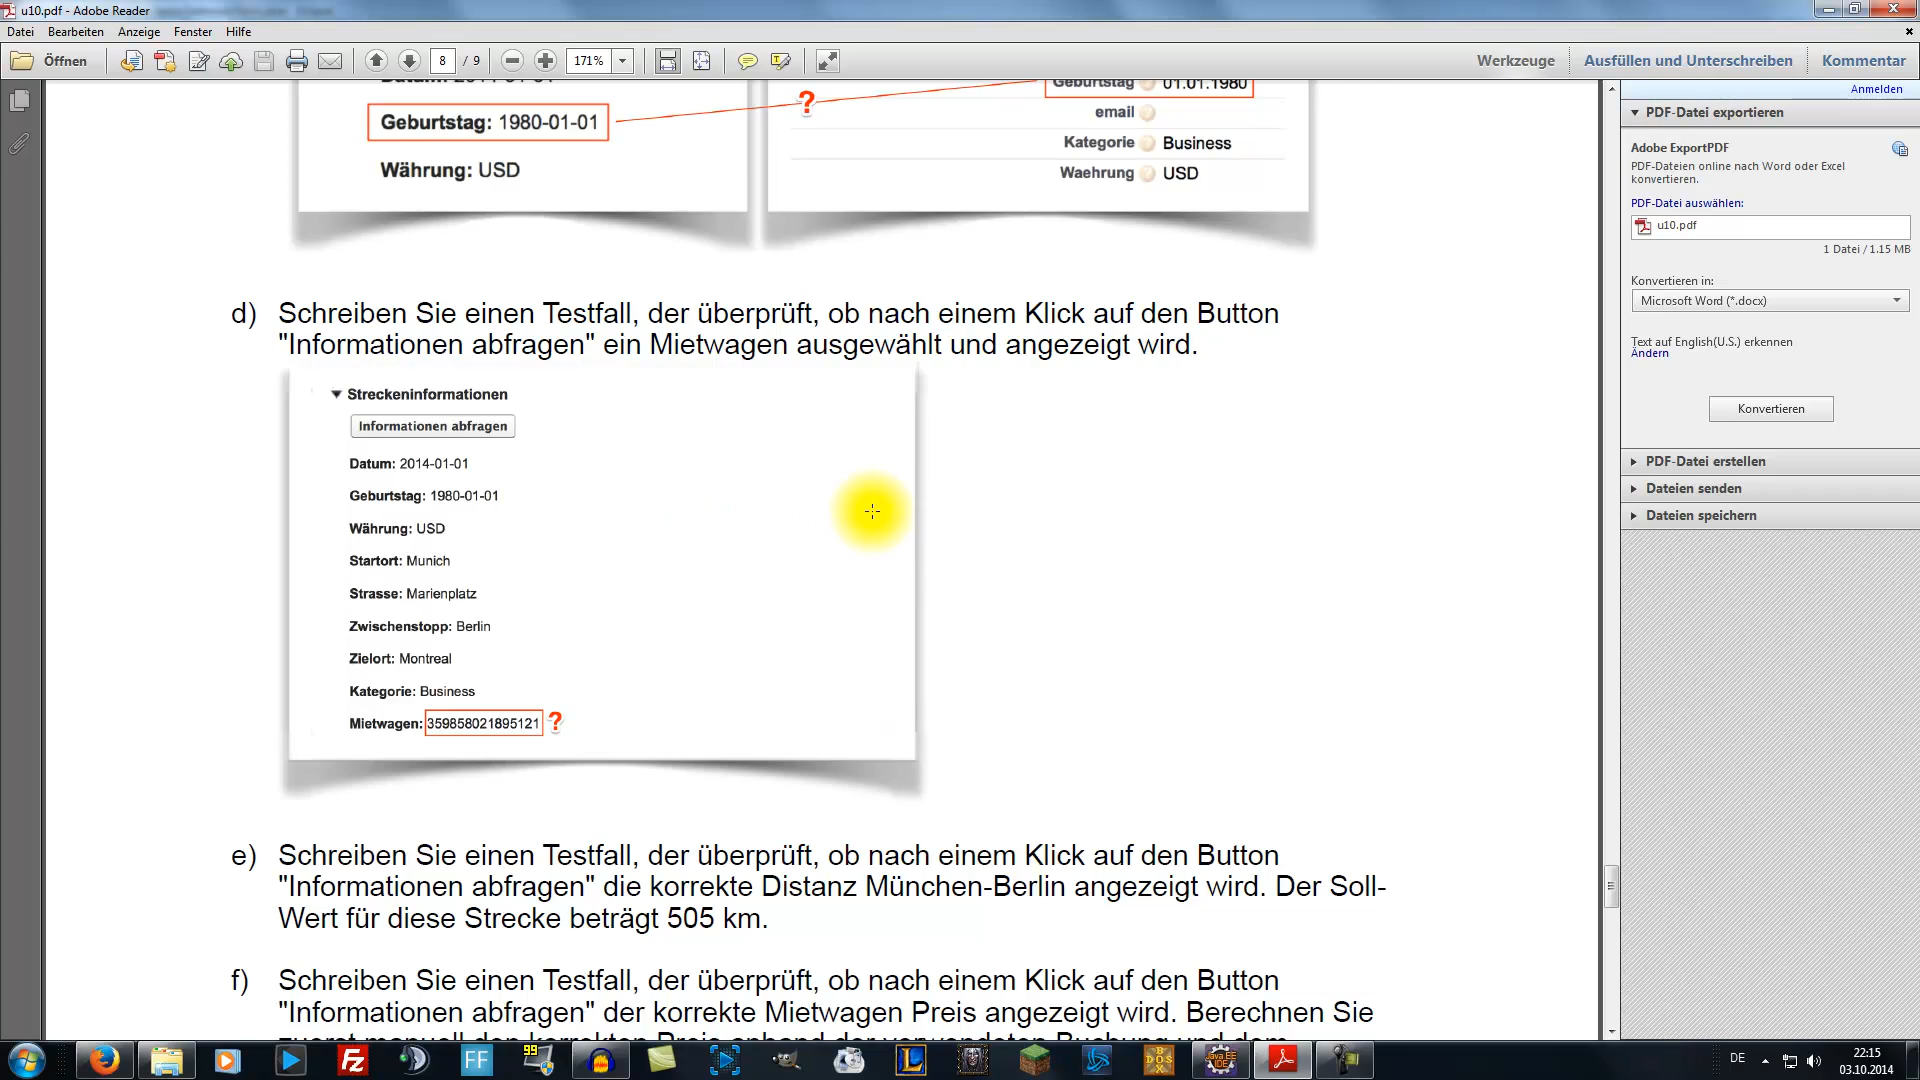 u10.pdf - Adobe Reader
Datei Bearbeiten Anzeige Fenster Hilfe
Öffnen 8 / 9 171% Werkzeuge Ausfüllen und Unterschreiben Kommentar
Anmelden
Geburtstag 01.01.1980
?
Geburtstag: 1980-01-01
email
Kategorie Business
Währung: USD
Waehrung USD
d) Schreiben Sie einen Testfall, der überprüft, ob nach einem Klick auf den Button
"Informationen abfragen" ein Mietwagen ausgewählt und angezeigt wird.
Streckeninformationen
Informationen abfragen
Datum: 2014-01-01
Geburtstag: 1980-01-01
Währung: USD
Startort: Munich
Strasse: Marienplatz
Zwischenstopp: Berlin
Zielort: Montreal
Kategorie: Business
Mietwagen: 359858021895121 ?
e) Schreiben Sie einen Testfall, der überprüft, ob nach einem Klick auf den Button
"Informationen abfragen" die korrekte Distanz München-Berlin angezeigt wird. Der Soll-
Wert für diese Strecke beträgt 505 km.
f) Schreiben Sie einen Testfall, der überprüft, ob nach einem Klick auf den Button
"Informationen abfragen" der korrekte Mietwagen Preis angezeigt wird. Berechnen Sie
PDF-Datei exportieren
Adobe ExportPDF
PDF-Dateien online nach Word oder Excel
konvertieren.
PDF-Datei auswählen:
u10.pdf
1 Datei / 1.15 MB
Konvertieren in:
Microsoft Word (*.docx)
Text auf English(U.S.) erkennen
Ändern
Konvertieren
PDF-Datei erstellen
Dateien senden
Dateien speichern
FF
99
L
Java EE
IDE
DE
22:15
03.10.2014